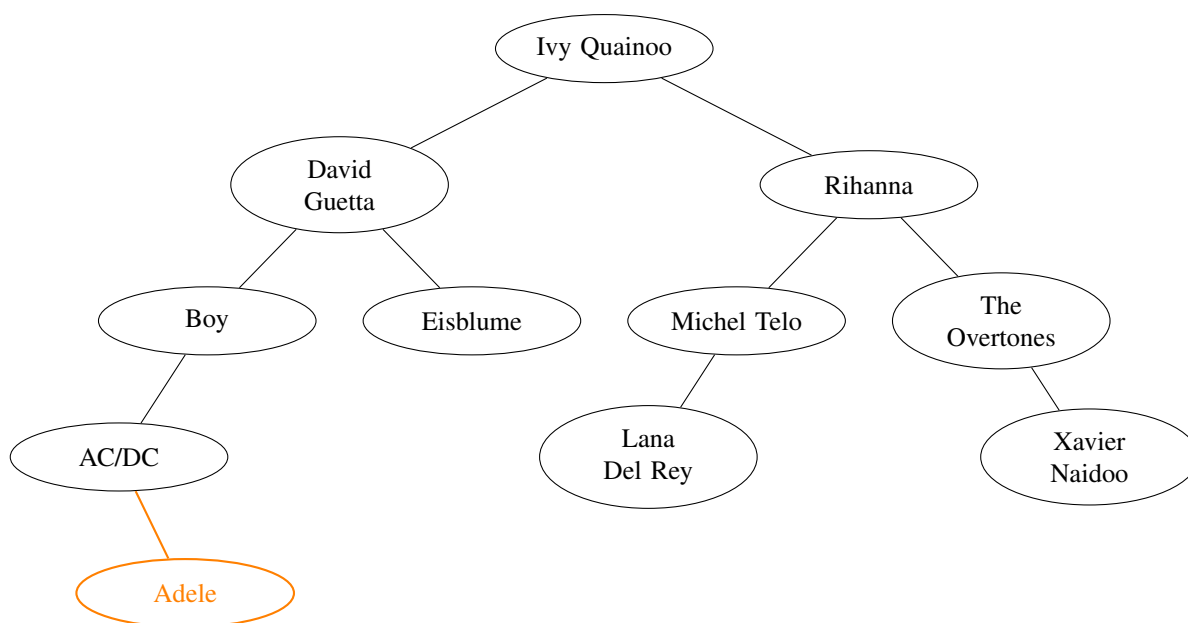 Ivy Quainoo
David
Guetta
Rihanna
Boy
Eisblume
Michel Telo
The
Overtones
AC/DC
Lana
Del Rey
Xavier
Naidoo
Adele